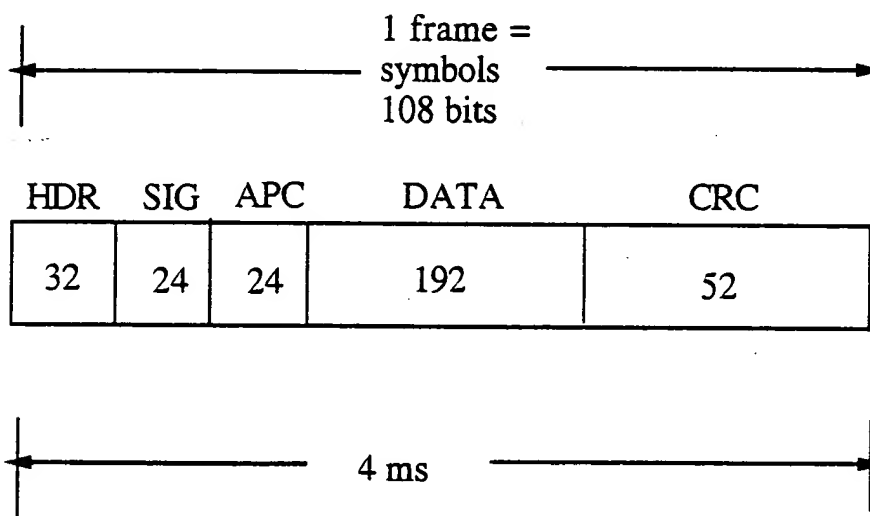 1 frame =
symbols
108 bits
HDR SIG APC DATA CRC
32 24 24 192 52
4 ms